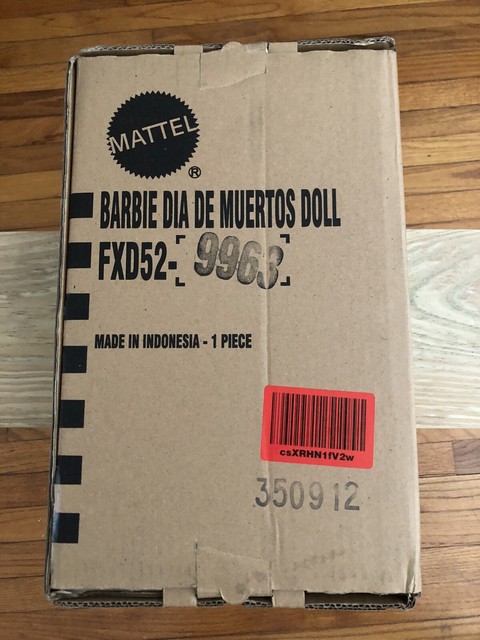 MATTEL
®
BARBIE DIA DE MUERTOS DOLL
FXD52-[9963]
MADE IN INDONESIA - 1 PIECE
csXRHN1fV2w
350912